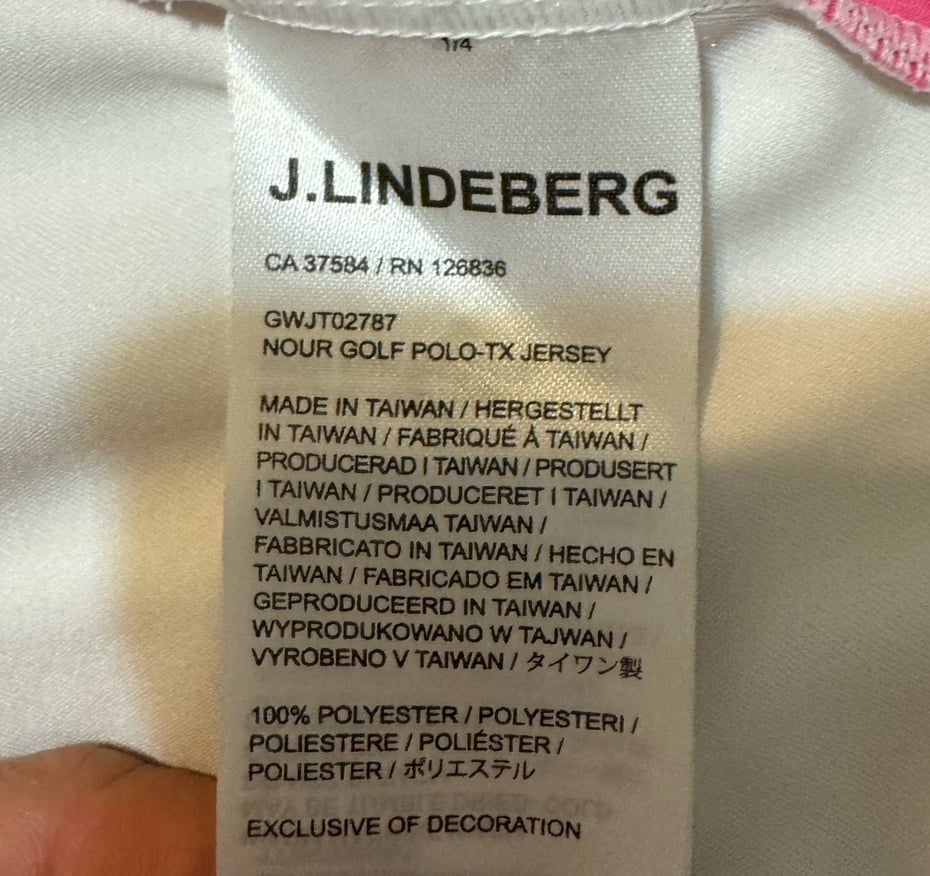 1/4
J.LINDEBERG
CA 37584 / RN 126836
GWJT02787
NOUR GOLF POLO-TX JERSEY
MADE IN TAIWAN / HERGESTELLT
IN TAIWAN / FABRIQUÉ À TAIWAN /
PRODUCERAD I TAIWAN / PRODUSERT
I TAIWAN / PRODUCERET I TAIWAN /
VALMISTUSMAA TAIWAN /
FABBRICATO IN TAIWAN / HECHO EN
TAIWAN / FABRICADO EM TAIWAN /
GEPRODUCEERD IN TAIWAN /
WYPRODUKOWANO W TAJWAN /
VYROBENO V TAIWAN / タイワン製
100% POLYESTER / POLYESTERI /
POLIESTERE / POLIÉSTER /
POLIESTER / ポリエステル
EXCLUSIVE OF DECORATION